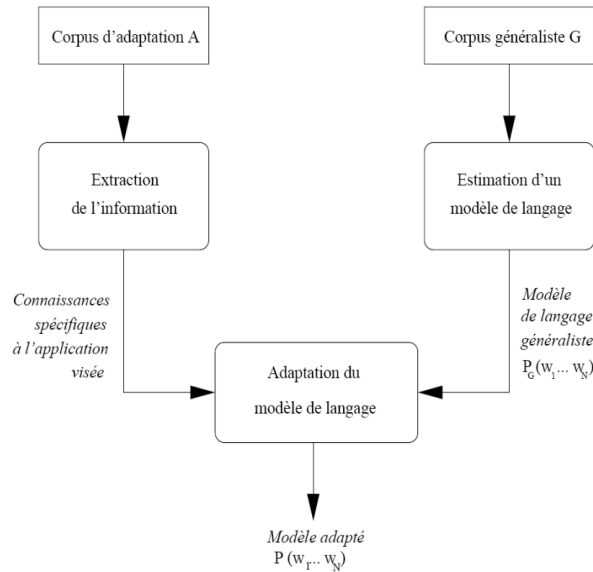 Corpus d’adaptation A
Corpus généraliste G
Extraction
de l’information
Estimation d’un
modèle de langage
Connaissances
spécifiques
à l’application
visée
Modèle
de langage
généraliste
P_G(w_1... w_N)
Adaptation du
modèle de langage
Modèle adapté
P (w_1.. w_N)